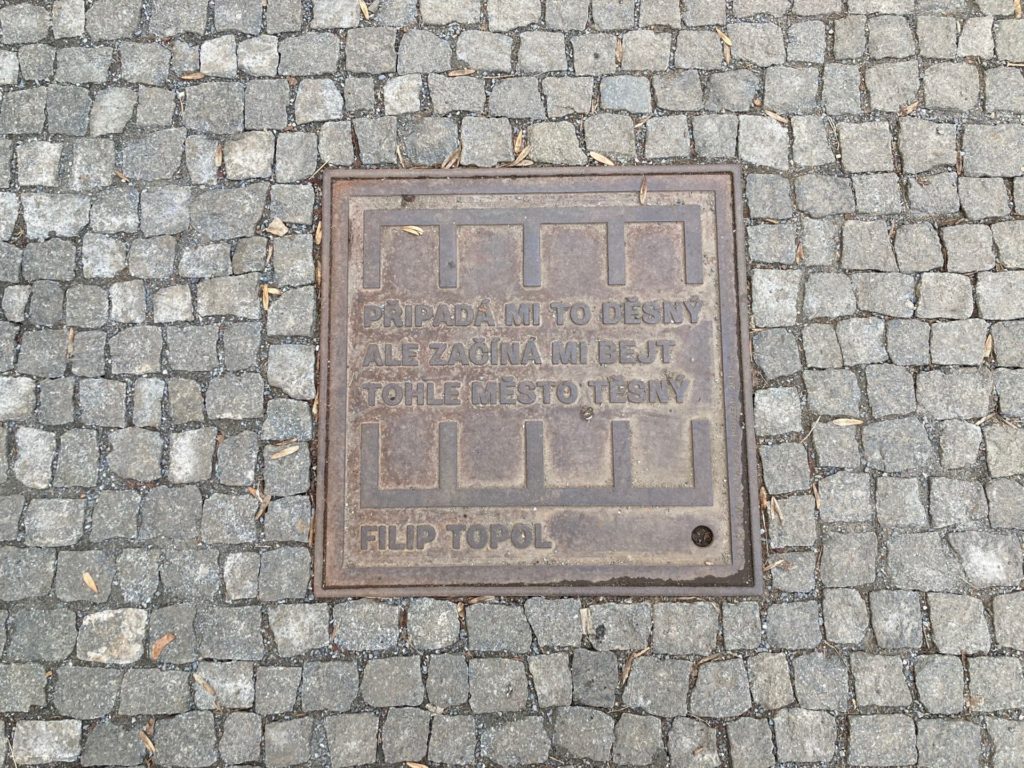 PŘIPADÁ MI TO DĚSNÝ
ALE ZAČÍNÁ MI BEJT
TOHLE MĚSTO TĚSNÝ
FILIP TOPOL